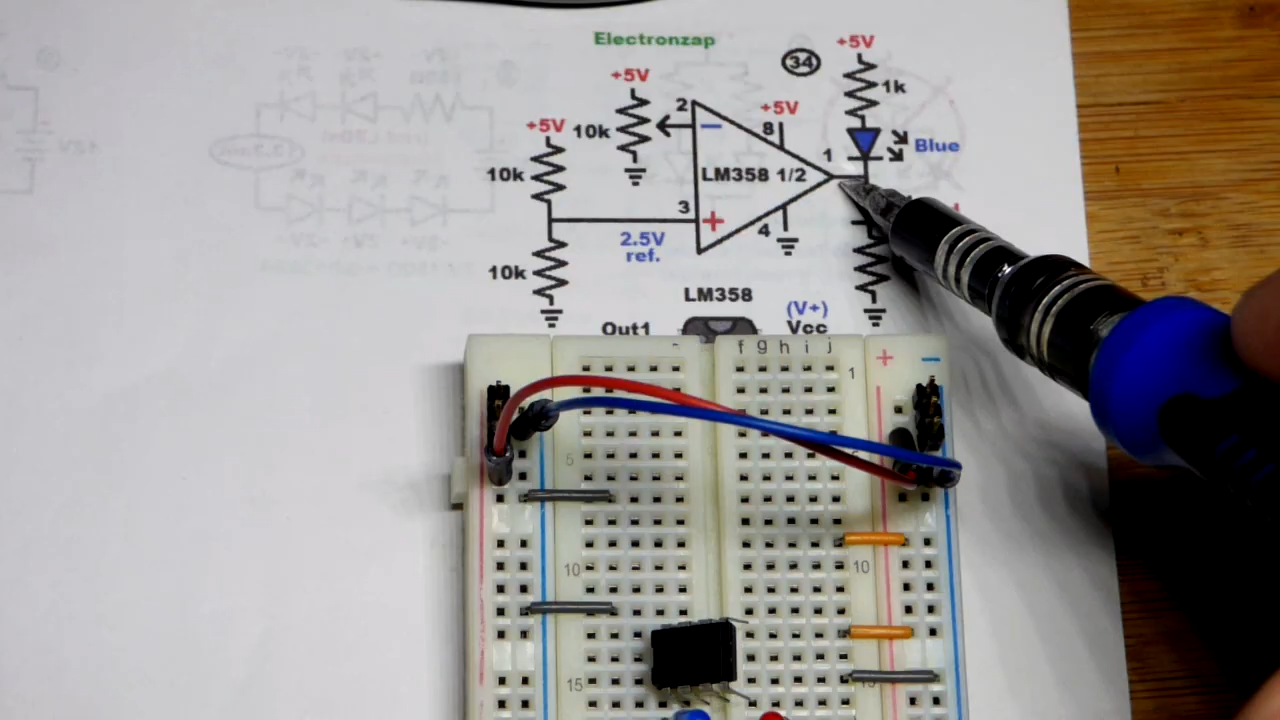 Electronzap
34
+5V
+5V
+5V
+5V
1k
10k
2
8
1
Blue
10k
LM358 1/2
3
4
2.5V
ref.
10k
LM358
(V+)
Out1
Vcc
f g h i j
+ −
1
5
10
10
15